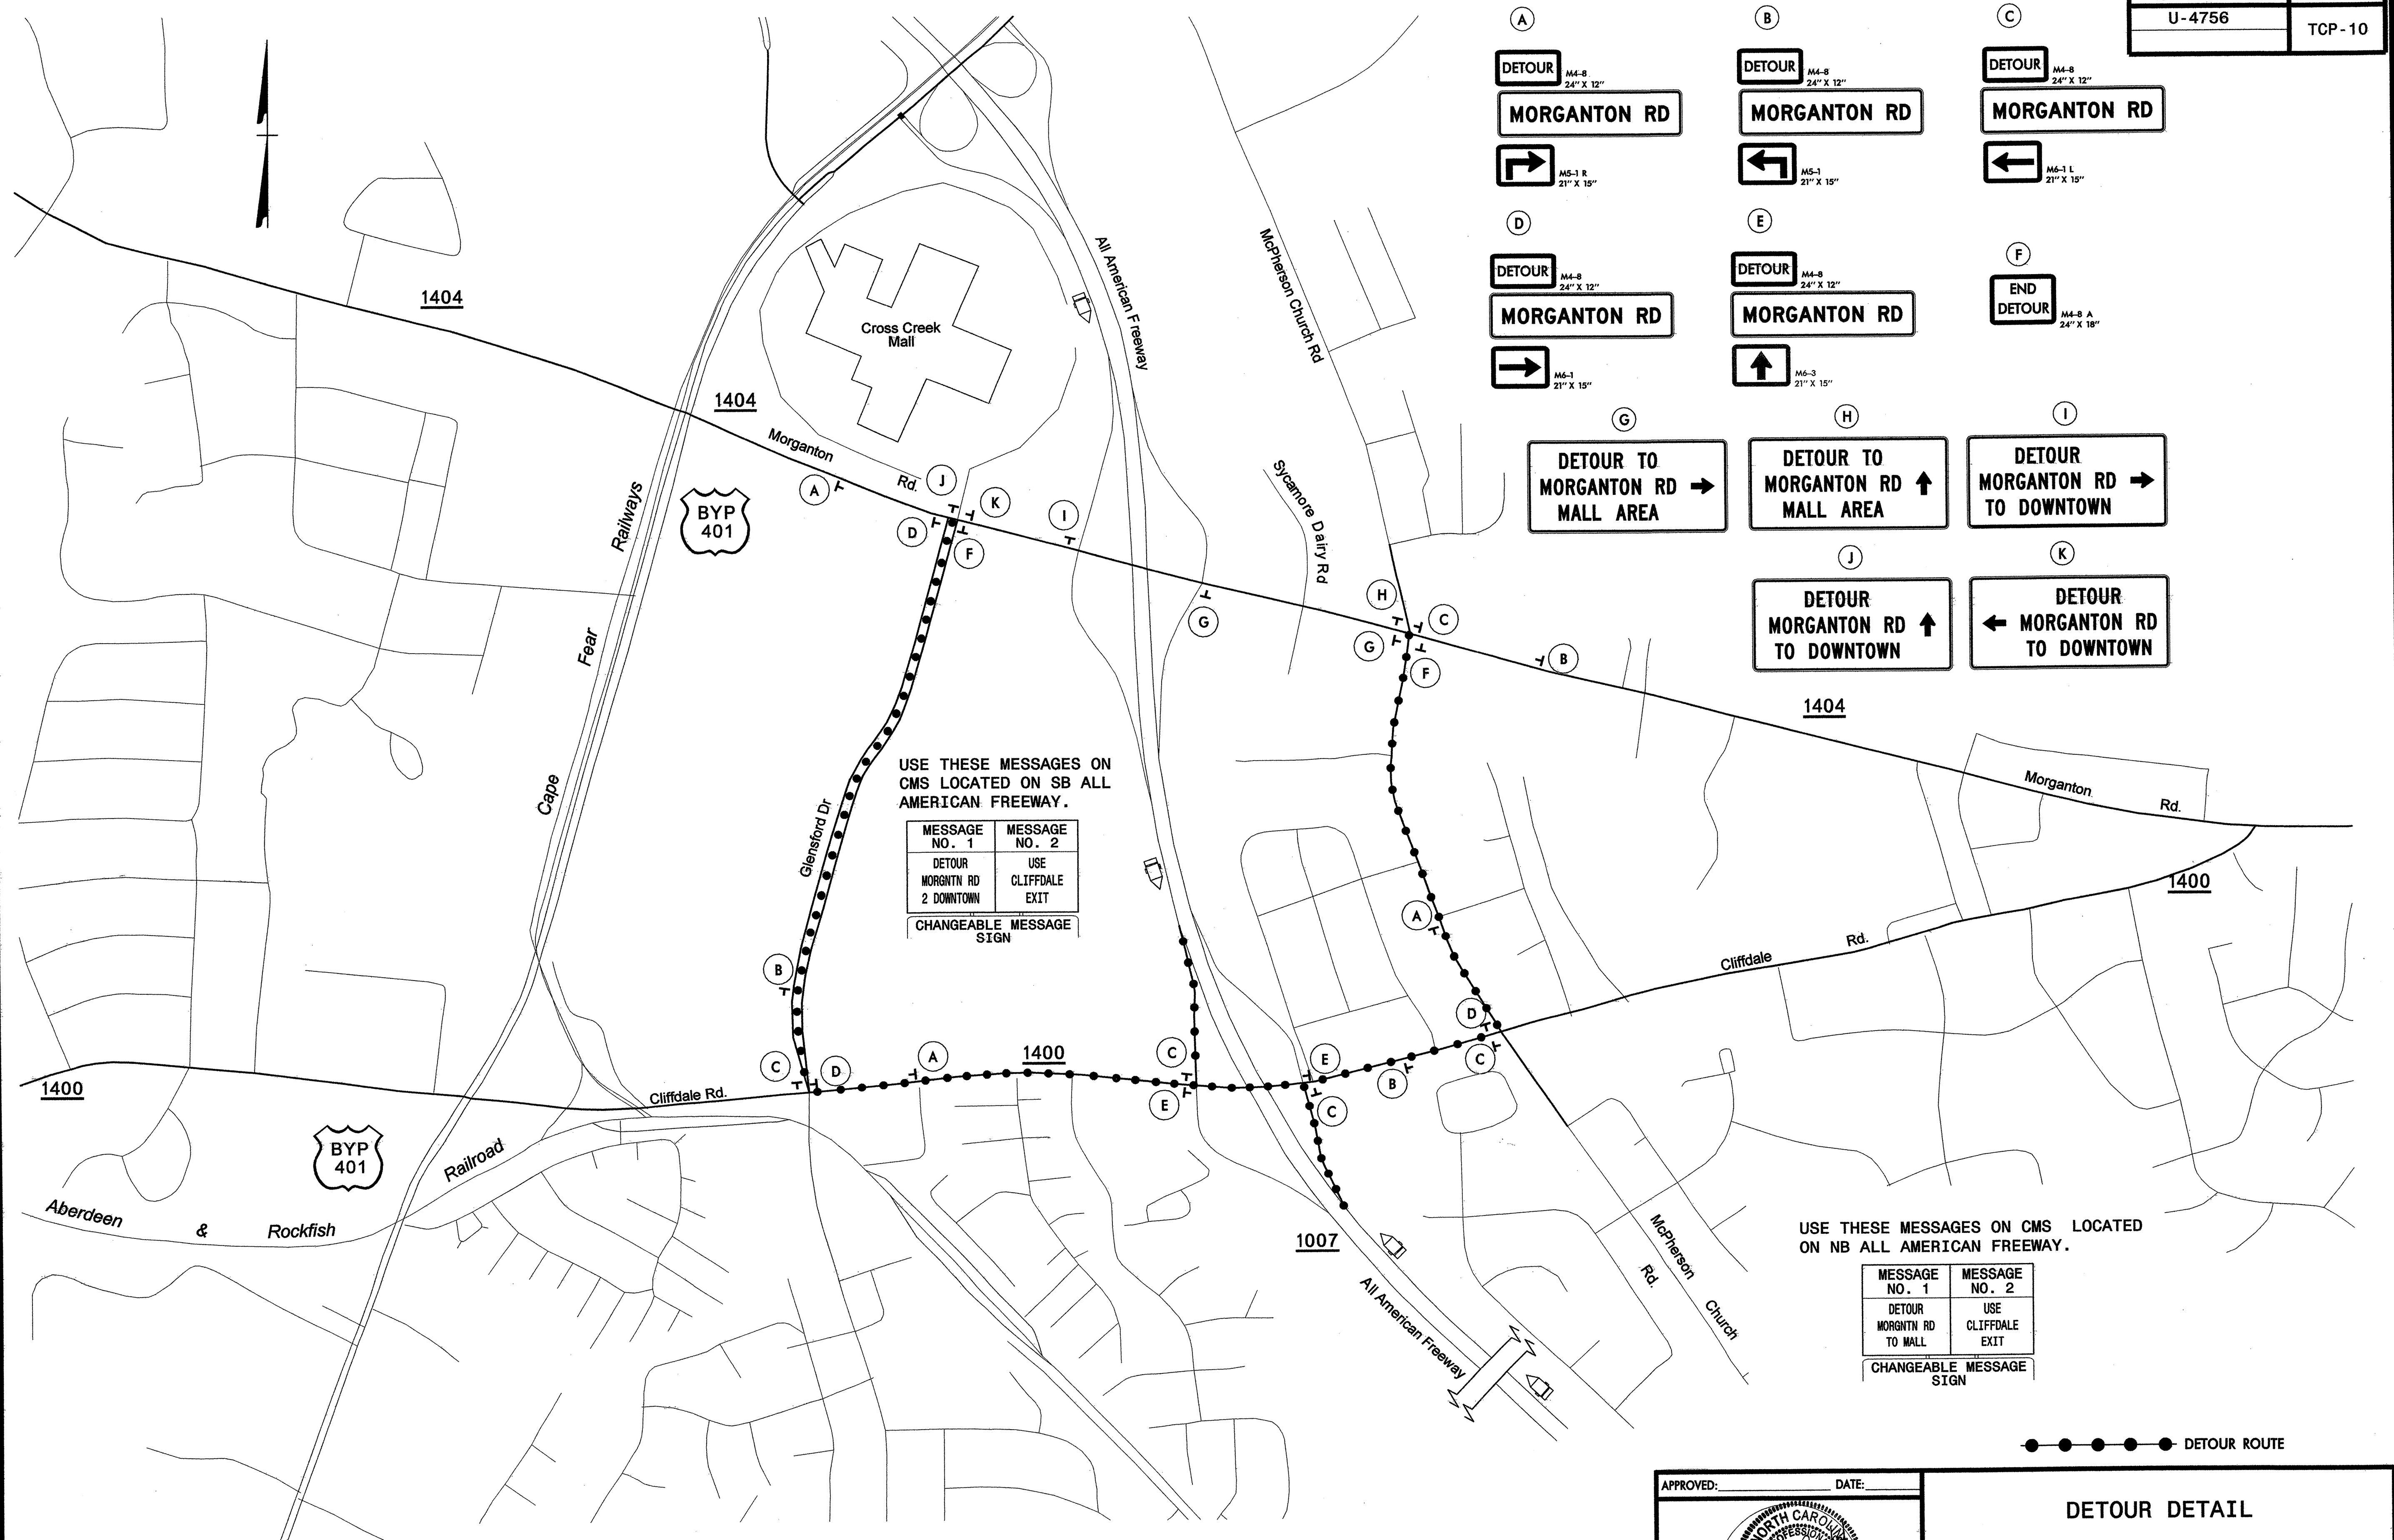 U-4756
TCP-10
A
DETOUR
M4-8
24" X 12"
MORGANTON RD
M5-1 R
21" X 15"
B
DETOUR
M4-8
24" X 12"
MORGANTON RD
M5-1
21" X 15"
C
DETOUR
M4-8
24" X 12"
MORGANTON RD
M6-1 L
21" X 15"
D
DETOUR
M4-8
24" X 12"
MORGANTON RD
M6-1
21" X 15"
E
DETOUR
M4-8
24" X 12"
MORGANTON RD
M6-3
21" X 15"
F
END
DETOUR
M4-8 A
24" X 18"
G
DETOUR TO
MORGANTON RD
MALL AREA
H
DETOUR TO
MORGANTON RD
MALL AREA
I
DETOUR
MORGANTON RD
TO DOWNTOWN
J
DETOUR
MORGANTON RD
TO DOWNTOWN
K
DETOUR
MORGANTON RD
TO DOWNTOWN
1404
1404
Cross Creek
Mall
All American Freeway
McPherson Church Rd
Morganton
Rd.
Sycamore Dairy Rd
BYP
401
Railways
Fear
Cape
A
J
K
I
D
F
G
H
C
G
F
B
1404
Morganton
Rd.
1400
Glensford Dr
USE THESE MESSAGES ON
CMS LOCATED ON SB ALL
AMERICAN FREEWAY.
MESSAGE
NO. 1
MESSAGE
NO. 2
DETOUR
MORGNTN RD
2 DOWNTOWN
USE
CLIFFDALE
EXIT
CHANGEABLE MESSAGE
SIGN
A
Cliffdale
Rd.
B
D
C
D
A
1400
C
E
E
B
C
C
1400
Cliffdale Rd.
BYP
401
Railroad
Aberdeen
&
Rockfish
1007
All American Freeway
McPherson
Rd.
Church
USE THESE MESSAGES ON CMS LOCATED
ON NB ALL AMERICAN FREEWAY.
MESSAGE
NO. 1
MESSAGE
NO. 2
DETOUR
MORGNTN RD
TO MALL
USE
CLIFFDALE
EXIT
CHANGEABLE MESSAGE
SIGN
DETOUR ROUTE
APPROVED:
DATE:
NORTH CAROLINA
DETOUR DETAIL